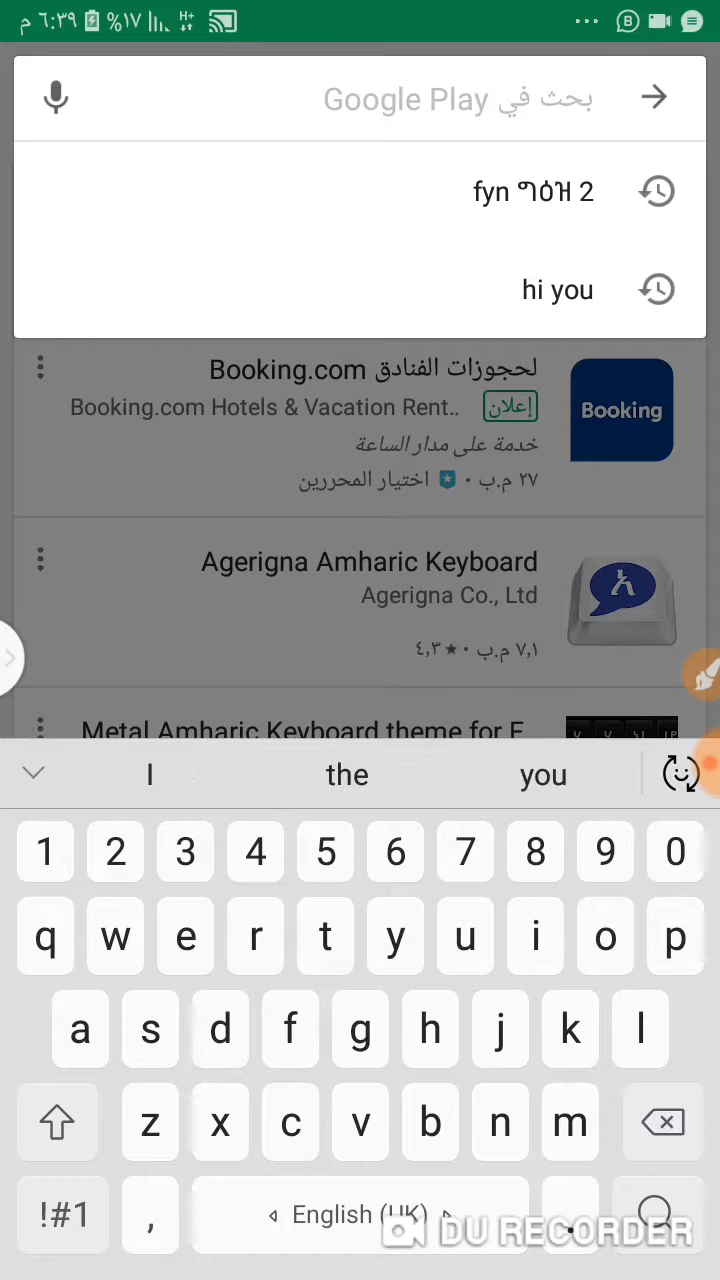 م ٦:٣٩ %١٧ H+
بحث في Google Play
fyn ግዕዝ 2
hi you
Booking.com لحجوزات الفنادق
Booking.com Hotels & Vacation Rent.. إعلان
خدمة على مدار الساعة
٢٧ م.ب • اختيار المحررين
Booking
Agerigna Amharic Keyboard
Agerigna Co., Ltd
٧٫١ م.ب • ٤٫٣ ★
አ
Metal Amharic Keyboard theme for F
I the you
1 2 3 4 5 6 7 8 9 0
q w e r t y u i o p
a s d f g h j k l
z x c v b n m
!#1 , English (UK) .
DU RECORDER